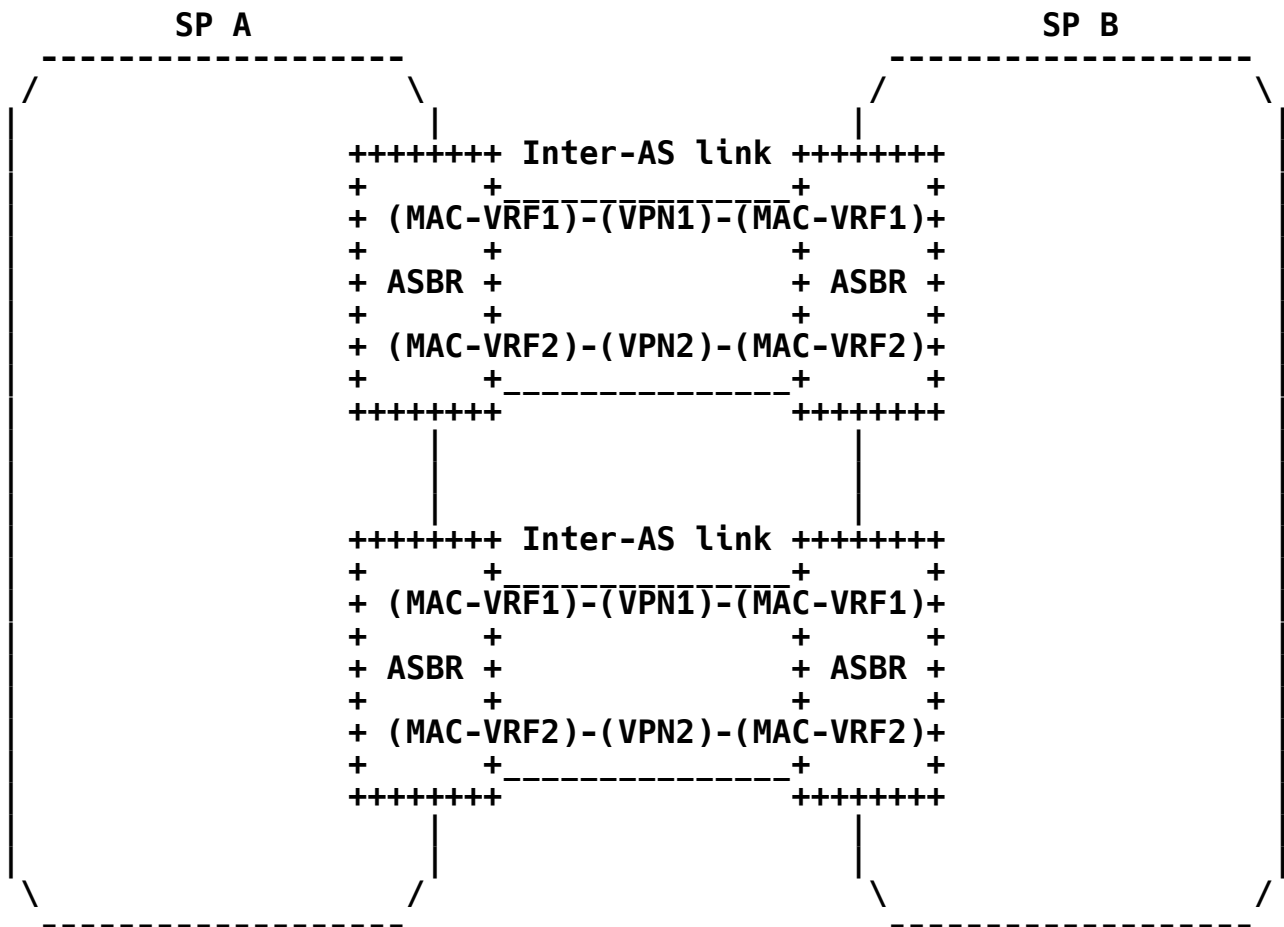 SP A SP B
Inter-AS link
(MAC-VRF1)-(VPN1)-(MAC-VRF1)
ASBR ASBR
(MAC-VRF2)-(VPN2)-(MAC-VRF2)
Inter-AS link
(MAC-VRF1)-(VPN1)-(MAC-VRF1)
ASBR ASBR
(MAC-VRF2)-(VPN2)-(MAC-VRF2)